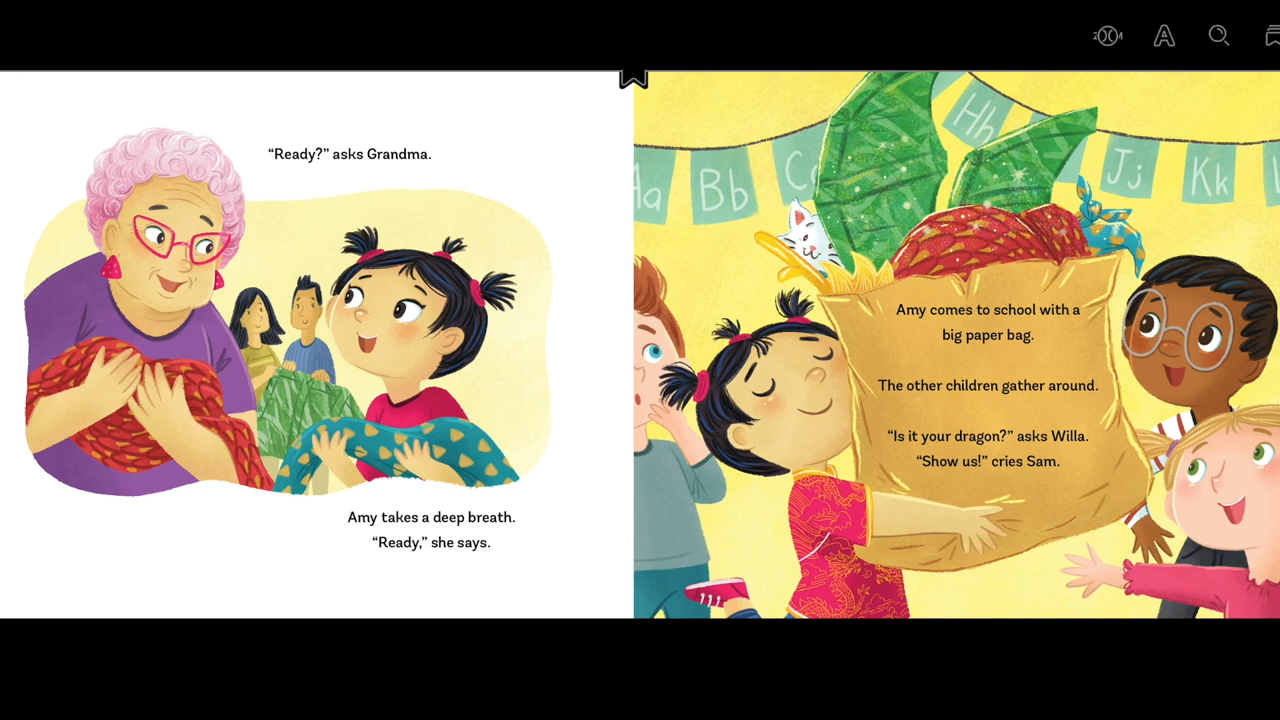 “Ready?” asks Grandma.
Amy takes a deep breath.
“Ready,” she says.
Aa Bb Cc Hh Jj Kk
Amy comes to school with a
big paper bag.
The other children gather around.
“Is it your dragon?” asks Willa.
“Show us!” cries Sam.